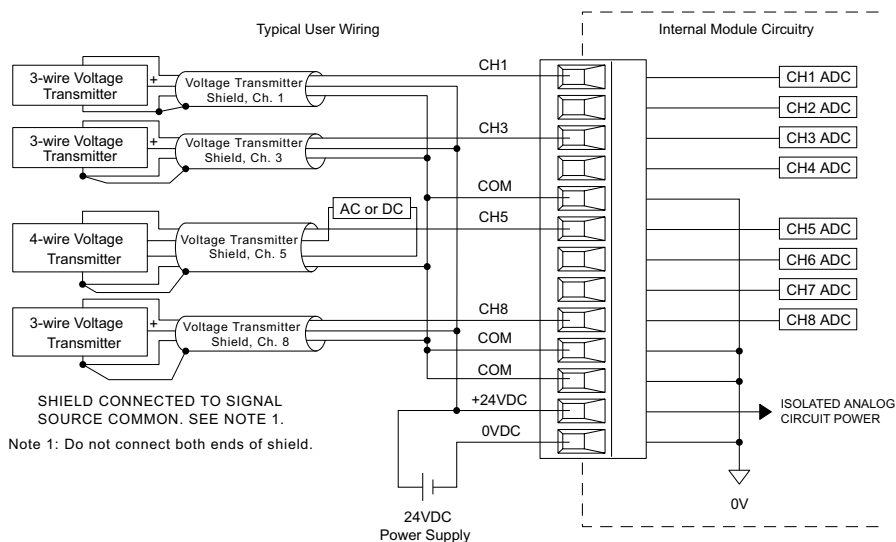 Typical User Wiring
Internal Module Circuitry
3-wire Voltage
Transmitter
+
Voltage Transmitter
Shield, Ch. 1
CH1
CH1 ADC
CH2 ADC
3-wire Voltage
Transmitter
+
Voltage Transmitter
Shield, Ch. 3
CH3
CH3 ADC
CH4 ADC
COM
AC or DC
4-wire Voltage
Transmitter
Voltage Transmitter
Shield, Ch. 5
CH5
CH5 ADC
CH6 ADC
CH7 ADC
3-wire Voltage
Transmitter
+
Voltage Transmitter
Shield, Ch. 8
CH8
CH8 ADC
COM
COM
+24VDC
ISOLATED ANALOG
CIRCUIT POWER
0VDC
SHIELD CONNECTED TO SIGNAL
SOURCE COMMON. SEE NOTE 1.
Note 1: Do not connect both ends of shield.
24VDC
Power Supply
0V